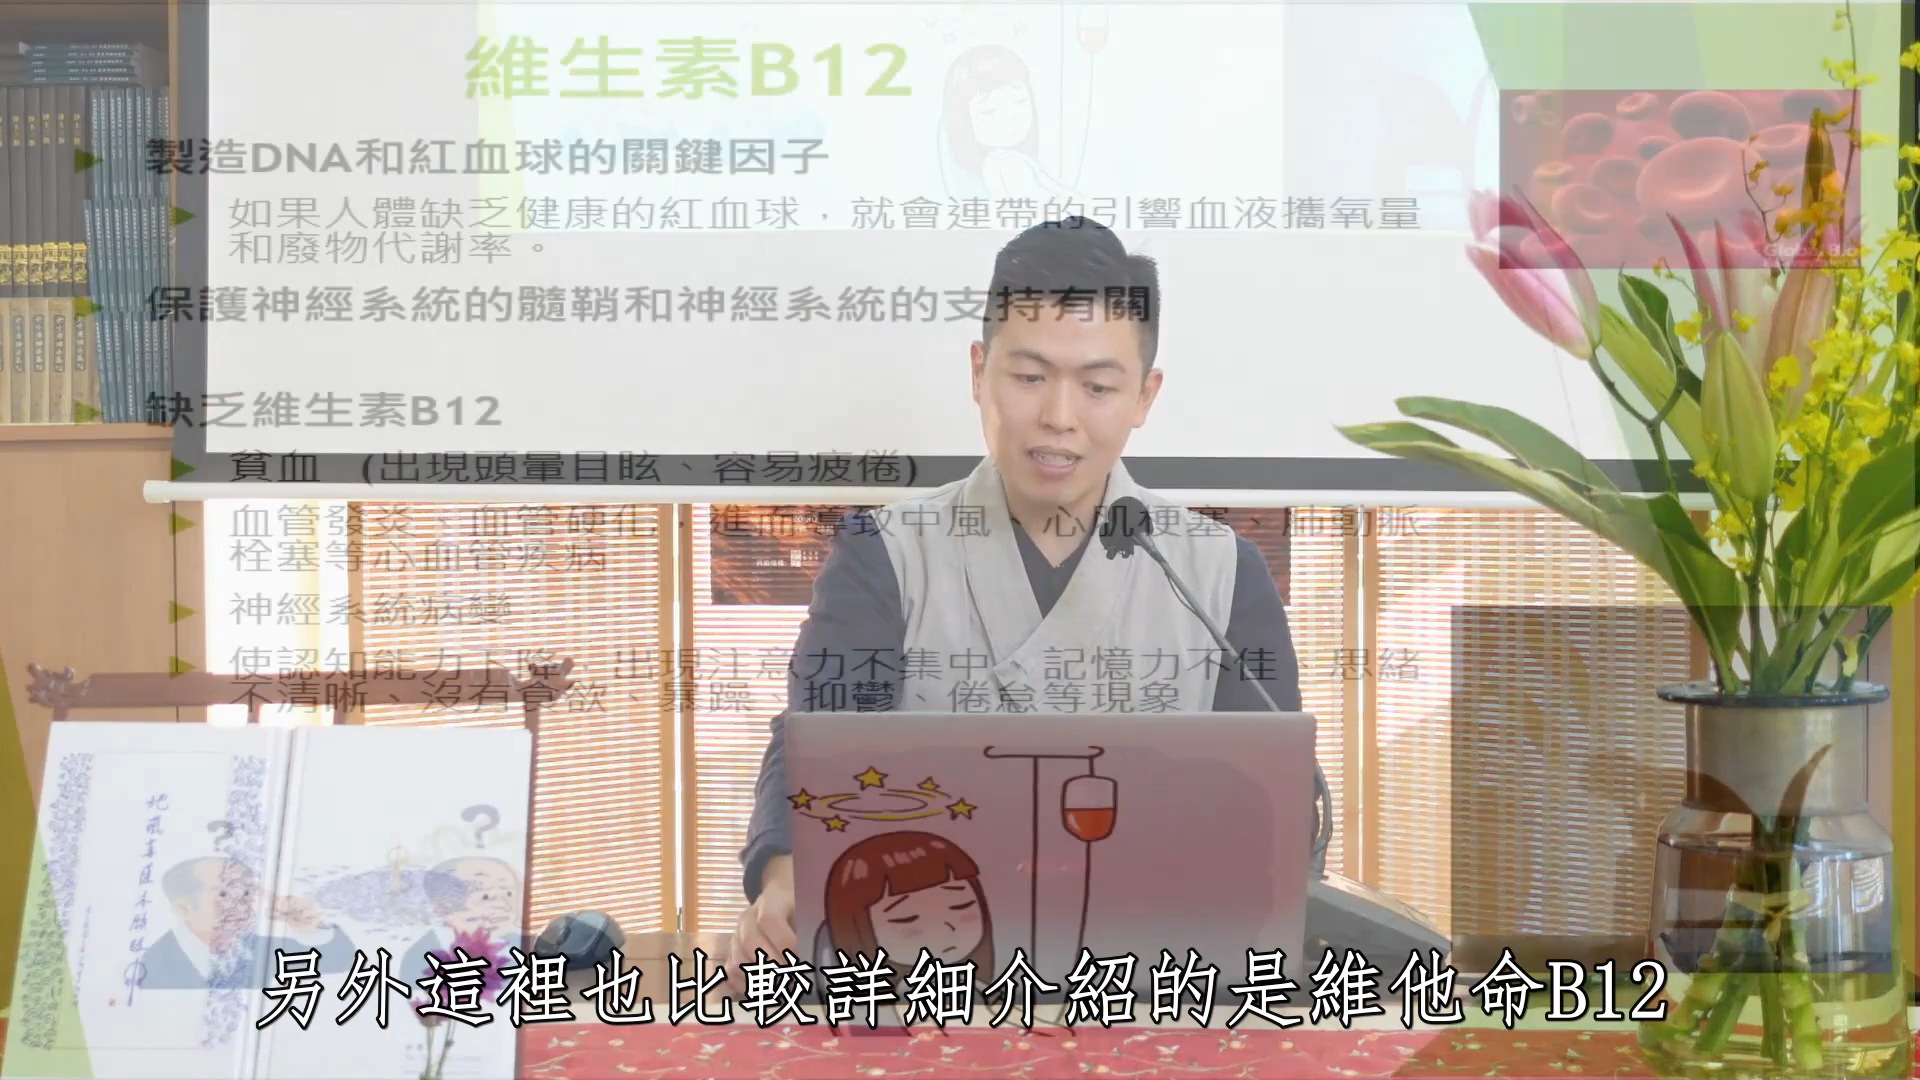 維生素B12
製造DNA和紅血球的關鍵因子
如果人體缺乏健康的紅血球，就會連帶的引響血液攜氧量
和廢物代謝率。
保護神經系統的髓鞘和神經系統的支持有關
缺乏維生素B12
貧血 (出現頭暈目眩、容易疲倦)
血管發炎、血管硬化，進而導致中風、心肌梗塞、肺動脈
栓塞等心血管疾病
神經系統病變
使認知能力下降，出現注意力不集中、記憶力不佳、思緒
不清晰、沒有食欲、暴躁、抑鬱、倦怠等現象
另外這裡也比較詳細介紹的是維他命B12